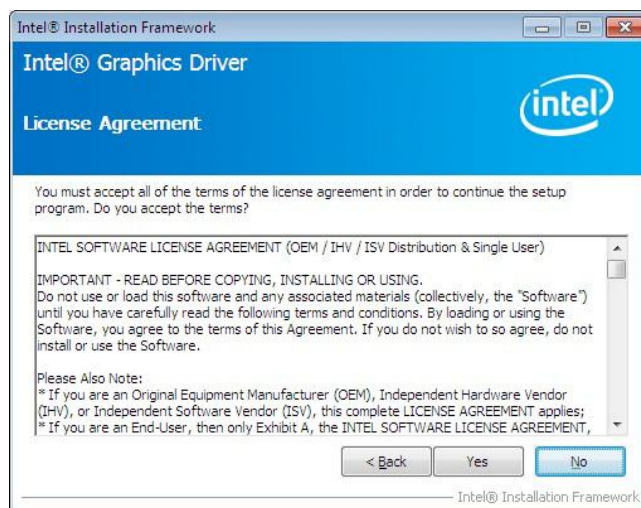 Intel® Installation Framework
Intel® Graphics Driver
intel
License Agreement
You must accept all of the terms of the license agreement in order to continue the setup
program. Do you accept the terms?
INTEL SOFTWARE LICENSE AGREEMENT (OEM / IHV / ISV Distribution & Single User)
IMPORTANT - READ BEFORE COPYING, INSTALLING OR USING.
Do not use or load this software and any associated materials (collectively, the "Software")
until you have carefully read the following terms and conditions. By loading or using the
Software, you agree to the terms of this Agreement. If you do not wish to so agree, do not
install or use the Software.
Please Also Note:
* If you are an Original Equipment Manufacturer (OEM), Independent Hardware Vendor
(IHV), or Independent Software Vendor (ISV), this complete LICENSE AGREEMENT applies;
* If you are an End-User, then only Exhibit A, the INTEL SOFTWARE LICENSE AGREEMENT,
< Back
Yes
No
Intel® Installation Framework